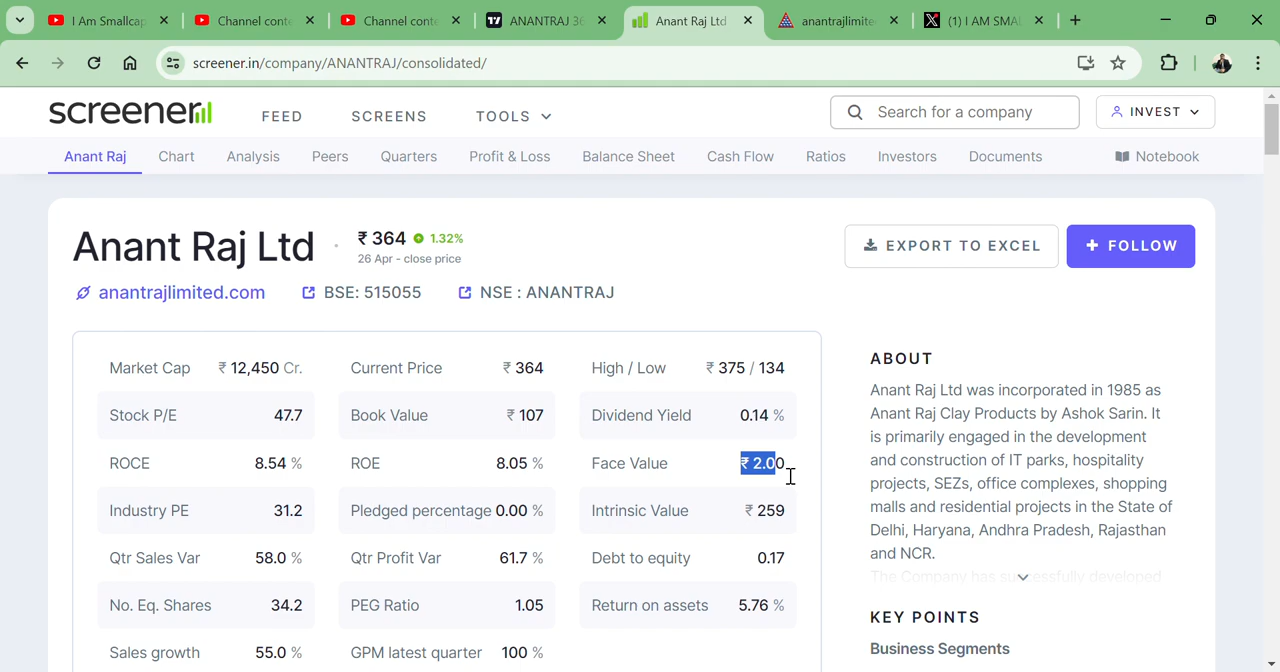 I Am Smallcap
Channel conte
Channel conte
ANANTRAJ 36
Anant Raj Ltd
anantrajlimite
(1) I AM SMAL
screener.in/company/ANANTRAJ/consolidated/
screener
FEED
SCREENS
TOOLS
Search for a company
INVEST
Anant Raj
Chart
Analysis
Peers
Quarters
Profit & Loss
Balance Sheet
Cash Flow
Ratios
Investors
Documents
Notebook
Anant Raj Ltd
₹ 364 1.32%
26 Apr - close price
EXPORT TO EXCEL
+ FOLLOW
anantrajlimited.com
BSE: 515055
NSE : ANANTRAJ
Market Cap ₹ 12,450 Cr.
Current Price ₹ 364
High / Low ₹ 375 / 134
Stock P/E 47.7
Book Value ₹ 107
Dividend Yield 0.14 %
ROCE 8.54 %
ROE 8.05 %
Face Value ₹ 2.00
Industry PE 31.2
Pledged percentage 0.00 %
Intrinsic Value ₹ 259
Qtr Sales Var 58.0 %
Qtr Profit Var 61.7 %
Debt to equity 0.17
No. Eq. Shares 34.2
PEG Ratio 1.05
Return on assets 5.76 %
Sales growth 55.0 %
GPM latest quarter 100 %
ABOUT
Anant Raj Ltd was incorporated in 1985 as
Anant Raj Clay Products by Ashok Sarin. It
is primarily engaged in the development
and construction of IT parks, hospitality
projects, SEZs, office complexes, shopping
malls and residential projects in the State of
Delhi, Haryana, Andhra Pradesh, Rajasthan
and NCR.
The Company has successfully developed
KEY POINTS
Business Segments